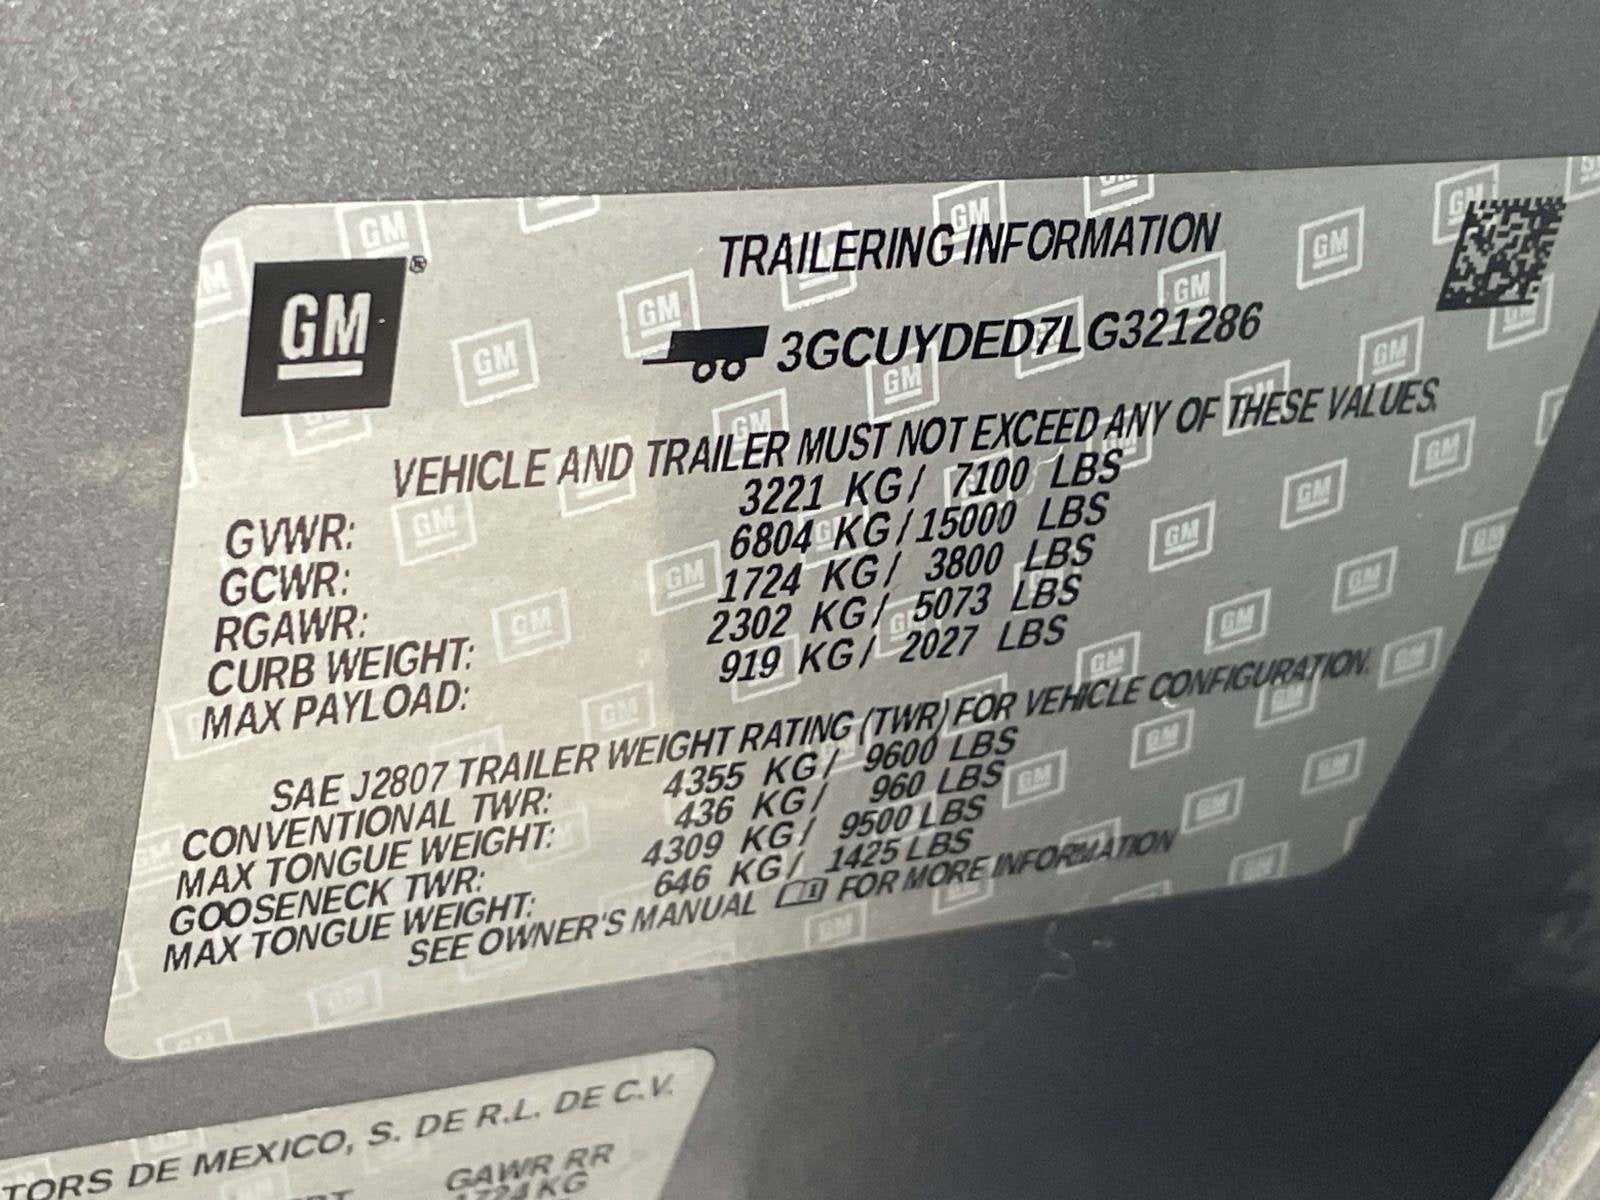 GM ®
TRAILERING INFORMATION
3GCUYDED7LG321286
VEHICLE AND TRAILER MUST NOT EXCEED ANY OF THESE VALUES.
GVWR: 3221 KG/ 7100 LBS
GCWR: 6804 KG/15000 LBS
RGAWR: 1724 KG/ 3800 LBS
CURB WEIGHT: 2302 KG/ 5073 LBS
MAX PAYLOAD: 919 KG/ 2027 LBS
SAE J2807 TRAILER WEIGHT RATING (TWR) FOR VEHICLE CONFIGURATION.
CONVENTIONAL TWR: 4355 KG/ 9600 LBS
MAX TONGUE WEIGHT: 436 KG/ 960 LBS
GOOSENECK TWR: 4309 KG/ 9500 LBS
MAX TONGUE WEIGHT: 646 KG/ 1425 LBS
SEE OWNER'S MANUAL FOR MORE INFORMATION
TORS DE MEXICO, S. DE R.L. DE C.V.
GAWR RR
1724 KG